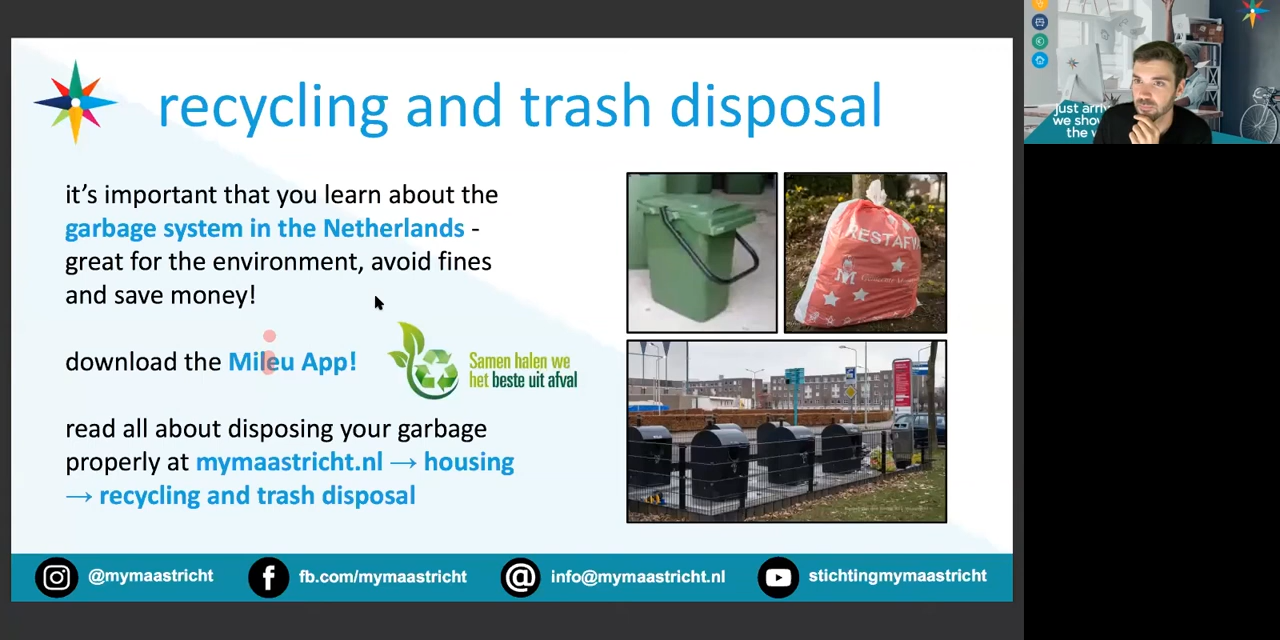 recycling and trash disposal
it's important that you learn about the
garbage system in the Netherlands -
great for the environment, avoid fines
and save money!
download the Mileu App!
Samen halen we
het beste uit afval
read all about disposing your garbage
properly at mymaastricht.nl → housing
→ recycling and trash disposal
RESTAF
M
@mymaastricht
fb.com/mymaastricht
info@mymaastricht.nl
stichtingmymaastricht
just arri
we sho
the